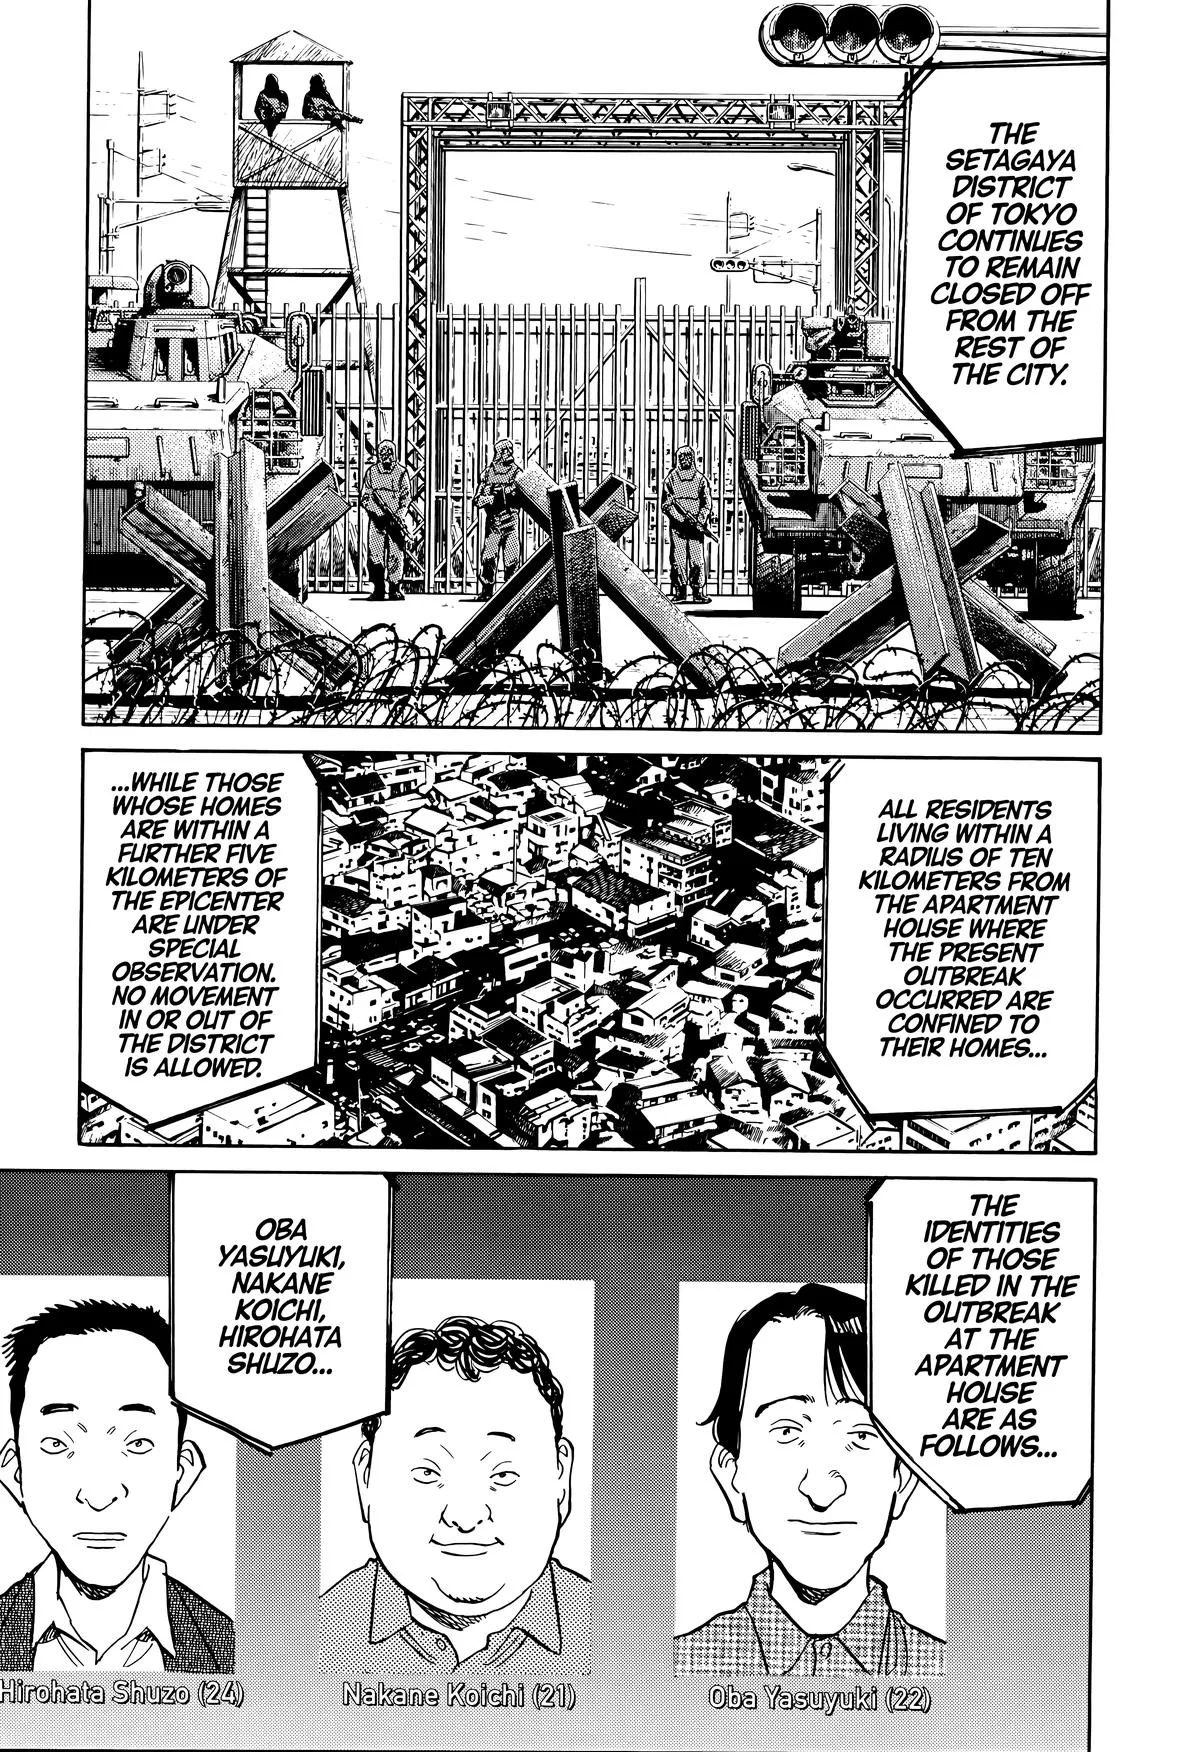 THE
SETAGAYA
DISTRICT
OF TOKYO
CONTINUES
TO REMAIN
CLOSED OFF
FROM THE
REST OF
THE CITY.
ALL RESIDENTS
LIVING WITHIN A
RADIUS OF TEN
KILOMETERS FROM
THE APARTMENT
HOUSE WHERE
THE PRESENT
OUTBREAK
OCCURRED ARE
CONFINED TO
THEIR HOMES...
...WHILE THOSE
WHOSE HOMES
ARE WITHIN A
FURTHER FIVE
KILOMETERS OF
THE EPICENTER
ARE UNDER
SPECIAL
OBSERVATION.
NO MOVEMENT
IN OR OUT OF
THE DISTRICT
IS ALLOWED.
THE
IDENTITIES
OF THOSE
KILLED IN THE
OUTBREAK
AT THE
APARTMENT
HOUSE
ARE AS
FOLLOWS...
OBA
YASUYUKI,
NAKANE
KOICHI,
HIROHATA
SHUZO...
Oba Yasuyuki (22)
Nakane Koichi (21)
Hirohata Shuzo (24)